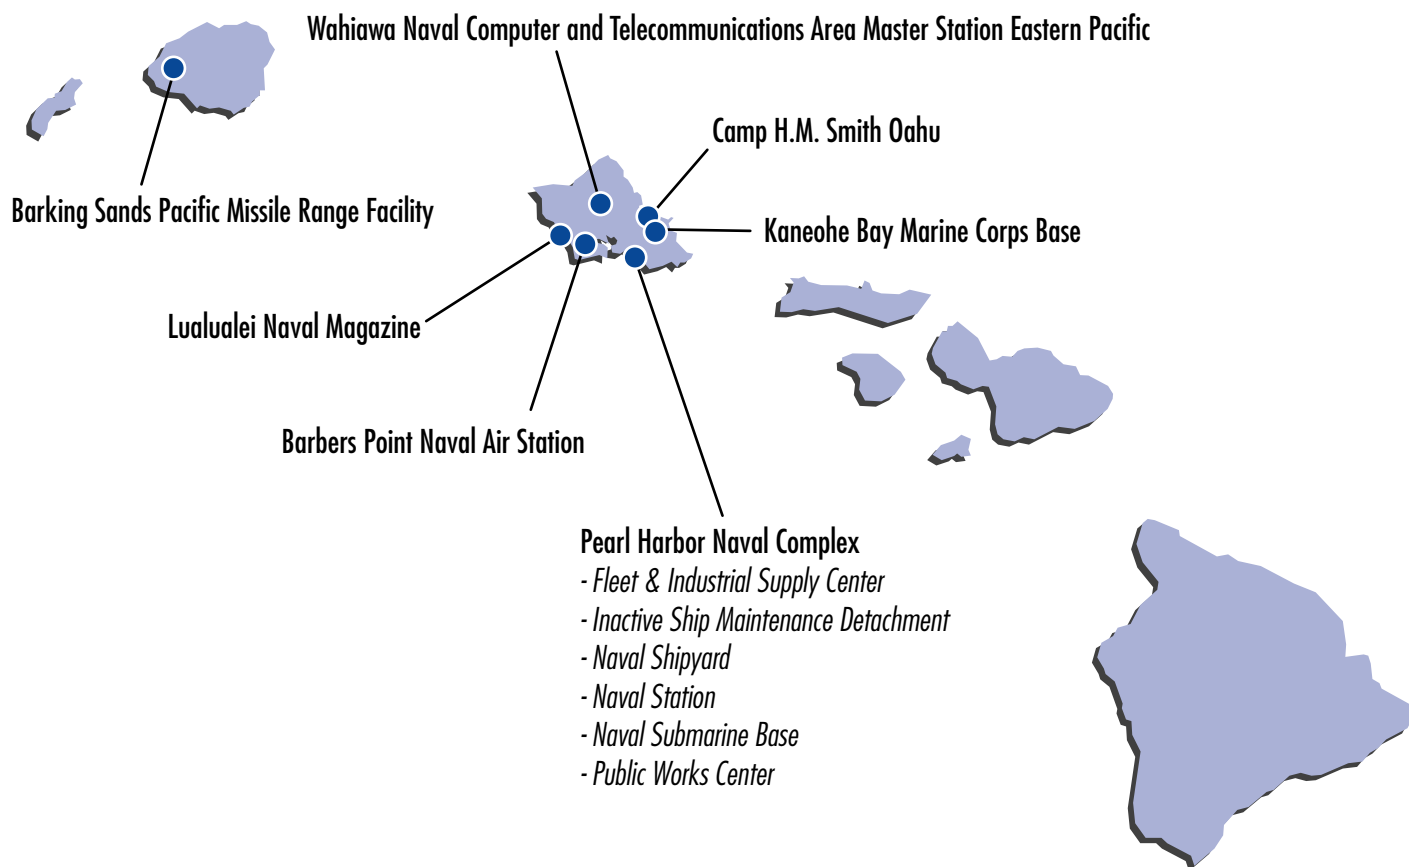 Wahiawa Naval Computer and Telecommunications Area Master Station Eastern Pacific
Camp H.M. Smith Oahu
Barking Sands Pacific Missile Range Facility
Kaneohe Bay Marine Corps Base
Lualualei Naval Magazine
Barbers Point Naval Air Station
Pearl Harbor Naval Complex
- Fleet & Industrial Supply Center
- Inactive Ship Maintenance Detachment
- Naval Shipyard
- Naval Station
- Naval Submarine Base
- Public Works Center